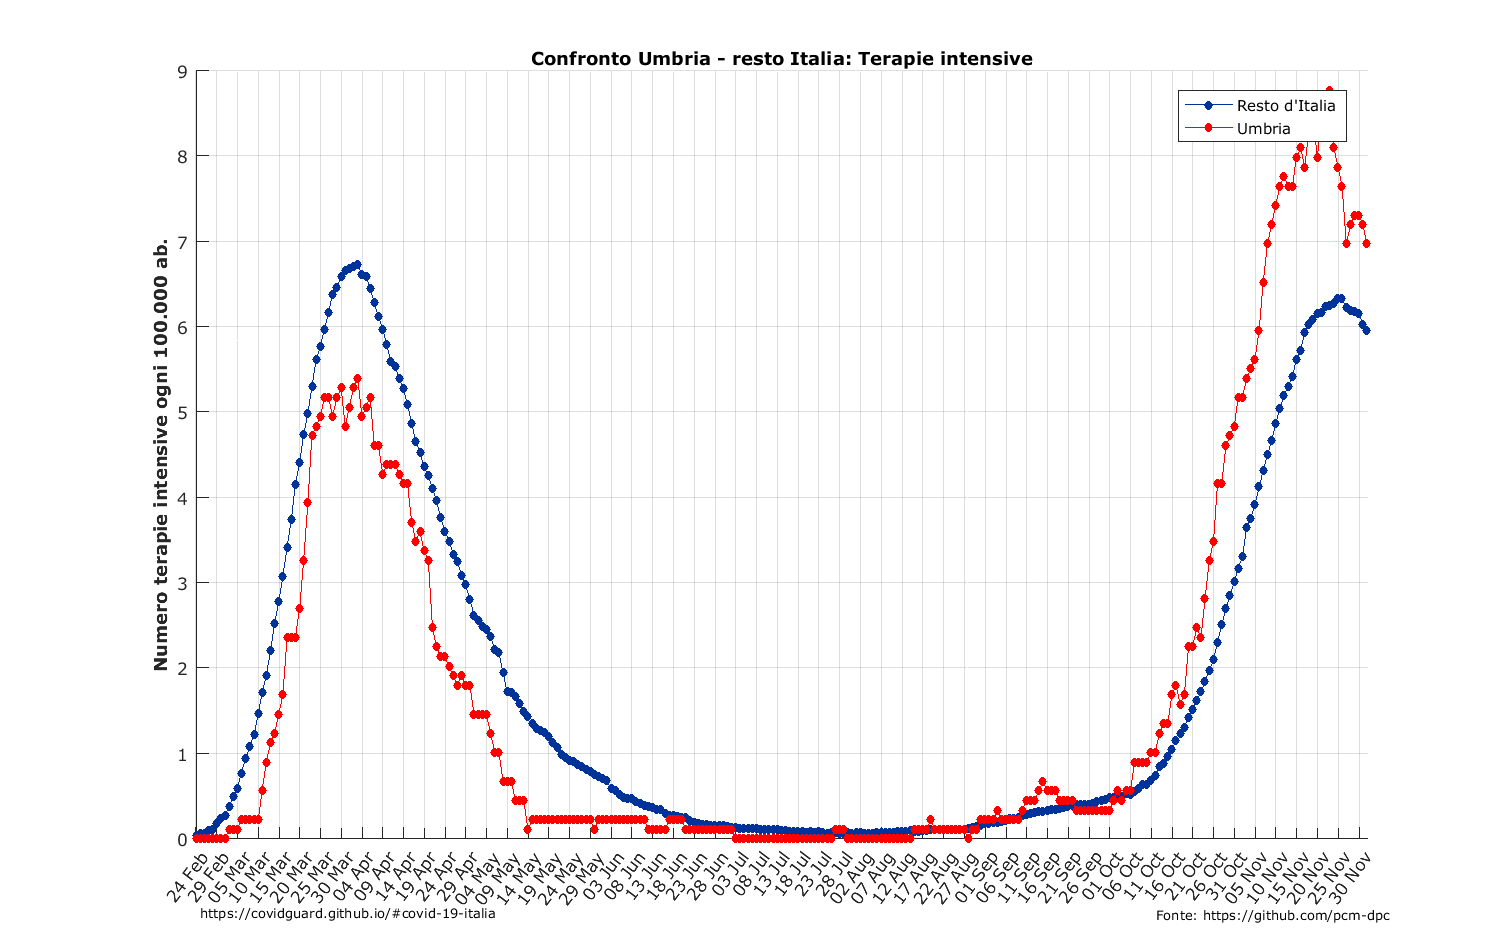 Confronto Umbria - resto Italia: Terapie intensive
Resto d'Italia
Umbria
Numero terapie intensive ogni 100.000 ab.
9
8
7
6
5
4
3
2
1
0
24 Feb
29 Feb
05 Mar
10 Mar
15 Mar
20 Mar
25 Mar
30 Mar
04 Apr
09 Apr
14 Apr
19 Apr
24 Apr
29 Apr
04 May
09 May
14 May
19 May
24 May
29 May
03 Jun
08 Jun
13 Jun
18 Jun
23 Jun
28 Jun
03 Jul
08 Jul
13 Jul
18 Jul
23 Jul
28 Jul
02 Aug
07 Aug
12 Aug
17 Aug
22 Aug
27 Aug
01 Sep
06 Sep
11 Sep
16 Sep
21 Sep
26 Sep
01 Oct
06 Oct
11 Oct
16 Oct
21 Oct
26 Oct
31 Oct
05 Nov
10 Nov
15 Nov
20 Nov
25 Nov
30 Nov
https://covidguard.github.io/#covid-19-italia
Fonte: https://github.com/pcm-dpc